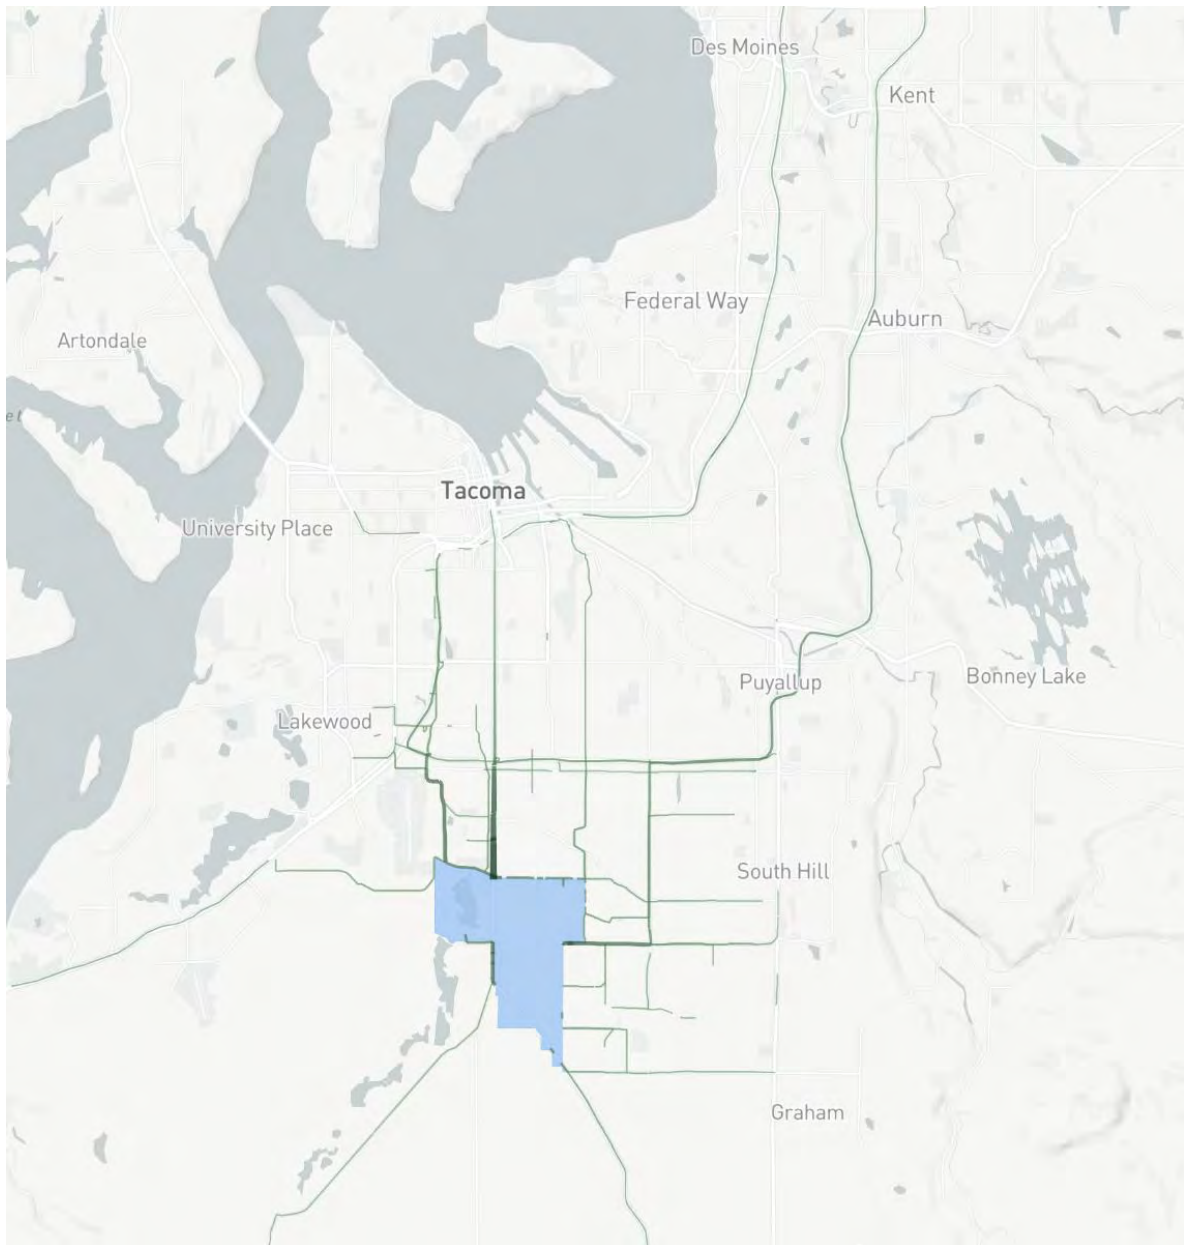 Des Moines
Kent
Federal Way
Auburn
Artondale
Tacoma
University Place
Puyallup
Bonney Lake
Lakewood
South Hill
Graham